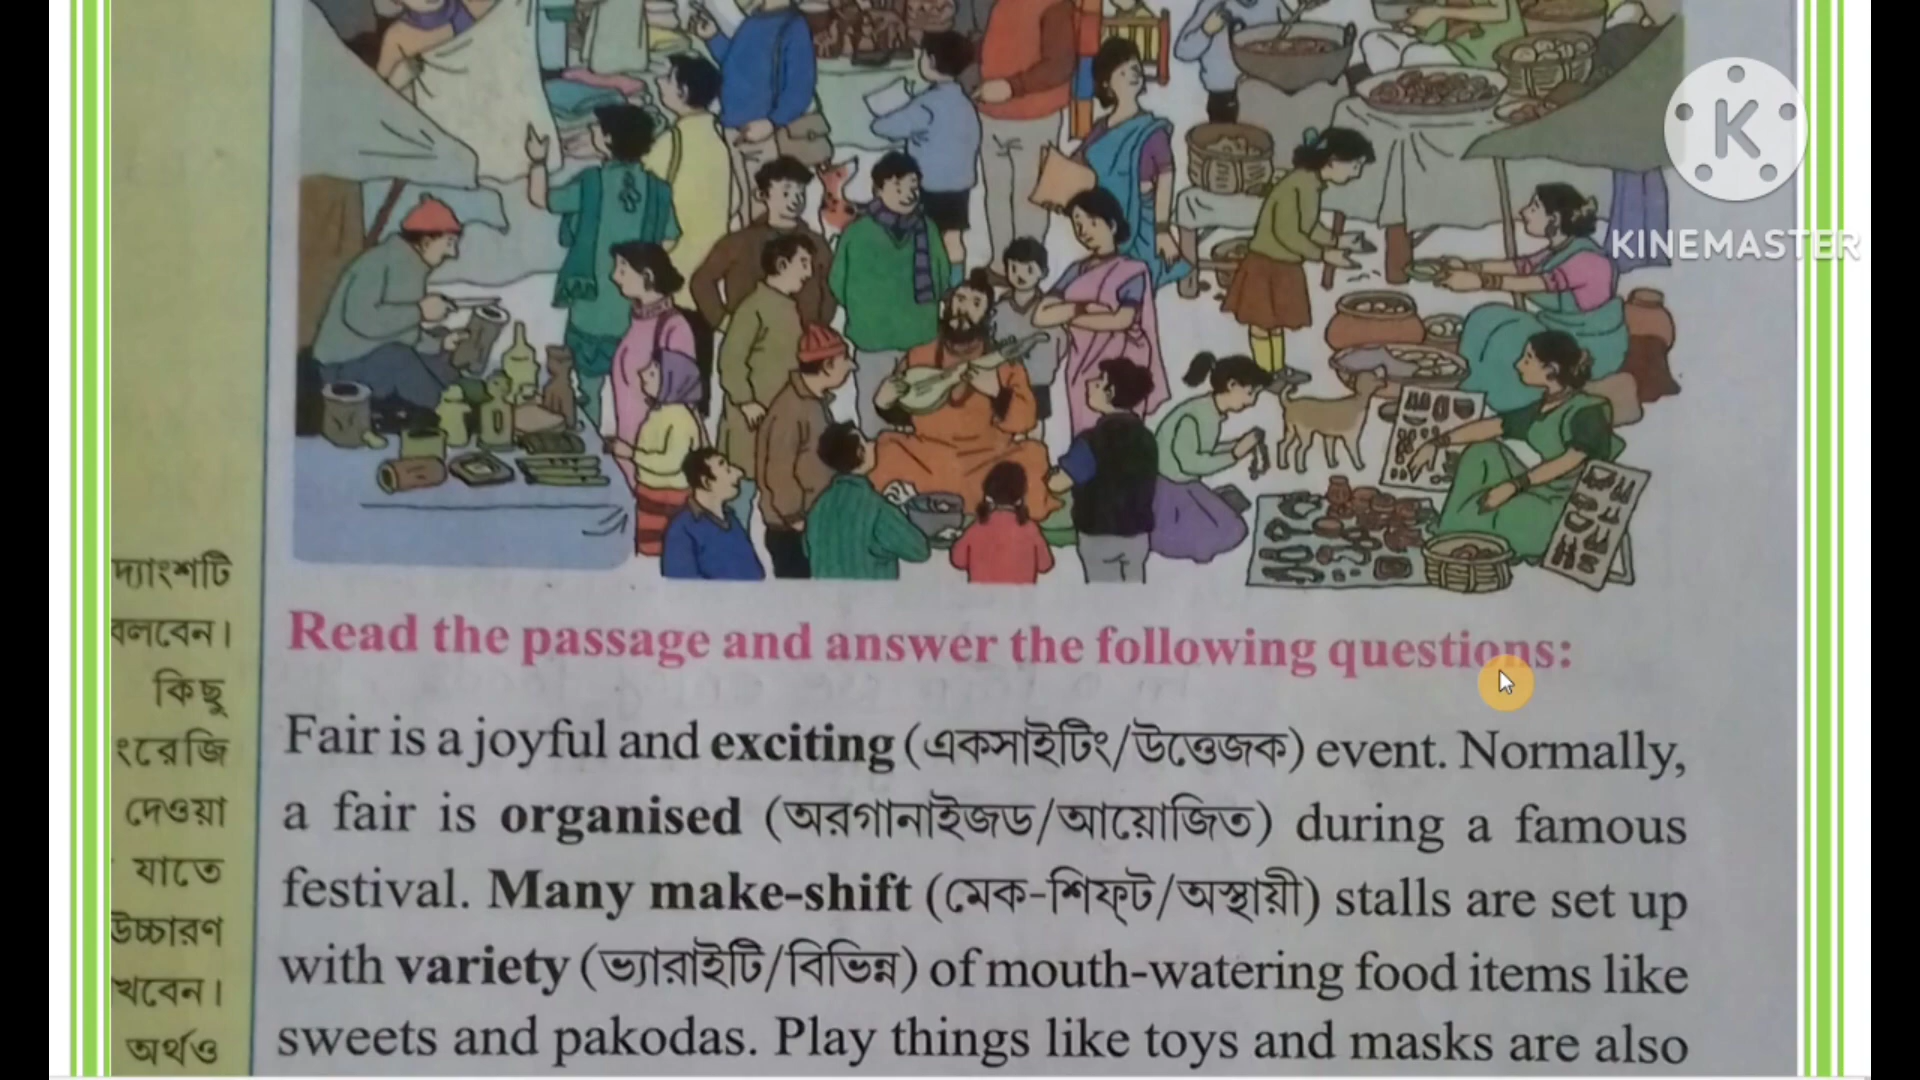 K
KINEMASTER
দ্যাংশটি
বলবেন।
কিছু
ংরেজি
দেওয়া
যাতে
উচ্চারণ
খবেন।
অর্থও
Read the passage and answer the following questions:
Fair is a joyful and exciting (একসাইটিং/উত্তেজক) event. Normally,
a fair is organised (অরগানাইজড/আয়োজিত) during a famous
festival. Many make-shift (মেক-শিফ্‌ট/অস্থায়ী) stalls are set up
with variety (ভ্যারাইটি/বিভিন্ন) of mouth-watering food items like
sweets and pakodas. Play things like toys and masks are also